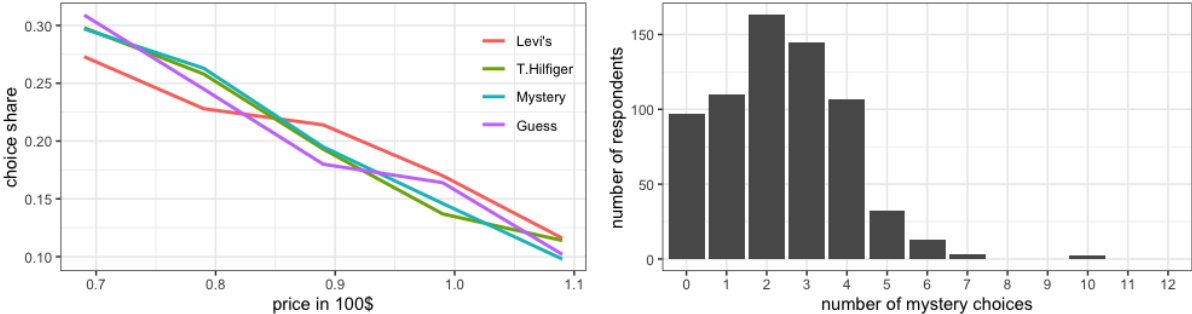 choice share
0.30
0.25
0.20
0.15
0.10
0.7 0.8 0.9 1.0 1.1
price in 100$
Levi's
T.Hilfiger
Mystery
Guess
number of respondents
150
100
50
0
0 1 2 3 4 5 6 7 8 9 10 11 12
number of mystery choices